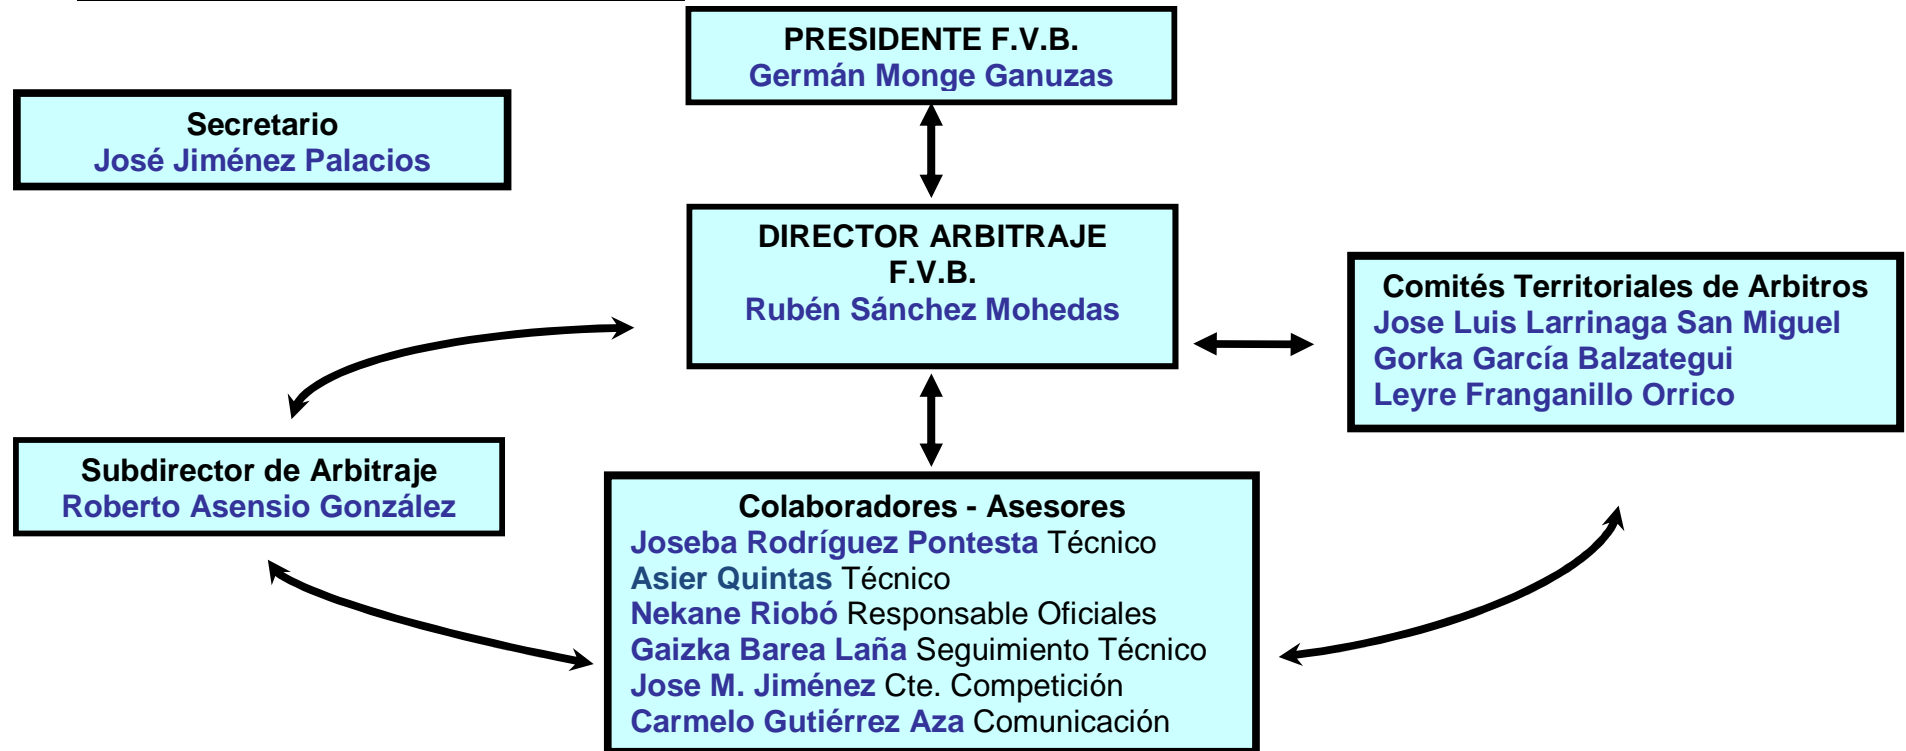 PRESIDENTE F.V.B.
Germán Monge Ganuzas
Secretario
José Jiménez Palacios
DIRECTOR ARBITRAJE
F.V.B.
Rubén Sánchez Mohedas
Comités Territoriales de Arbitros
Jose Luis Larrinaga San Miguel
Gorka García Balzategui
Leyre Franganillo Orrico
Subdirector de Arbitraje
Roberto Asensio González
Colaboradores - Asesores
Joseba Rodríguez Pontesta Técnico
Asier Quintas Técnico
Nekane Riobó Responsable Oficiales
Gaizka Barea Laña Seguimiento Técnico
Jose M. Jiménez Cte. Competición
Carmelo Gutiérrez Aza Comunicación